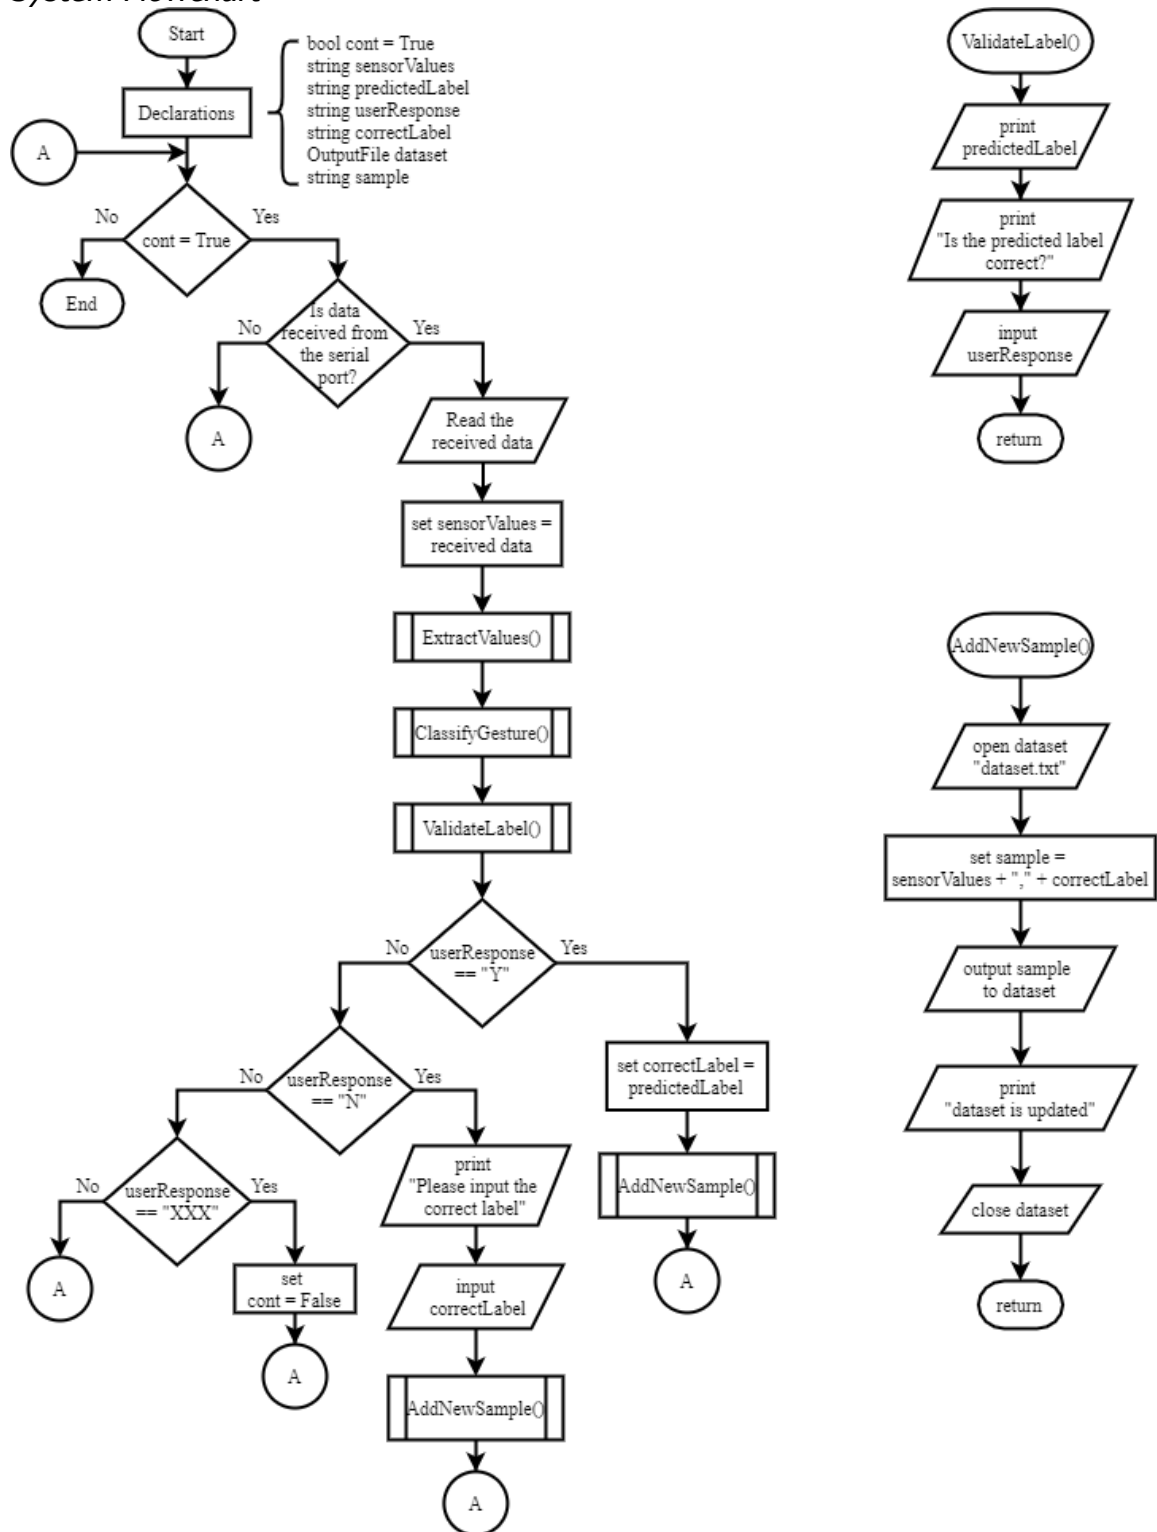 System Flowchart
Start
bool cont = True
string sensorValues
string predictedLabel
string userResponse
string correctLabel
OutputFile dataset
string sample
Declarations
A
No
Yes
cont = True
End
Is data
received from
the serial
port?
No
Yes
A
Read the
received data
set sensorValues =
received data
ExtractValues()
ClassifyGesture()
ValidateLabel()
userResponse
== "Y"
No
Yes
set correctLabel =
predictedLabel
AddNewSample()
A
userResponse
== "N"
No
Yes
print
"Please input the
correct label"
input
correctLabel
AddNewSample()
A
userResponse
== "XXX"
No
Yes
A
set
cont = False
A
ValidateLabel()
print
predictedLabel
print
"Is the predicted label
correct?"
input
userResponse
return
AddNewSample()
open dataset
"dataset.txt"
set sample =
sensorValues + "," + correctLabel
output sample
to dataset
print
"dataset is updated"
close dataset
return